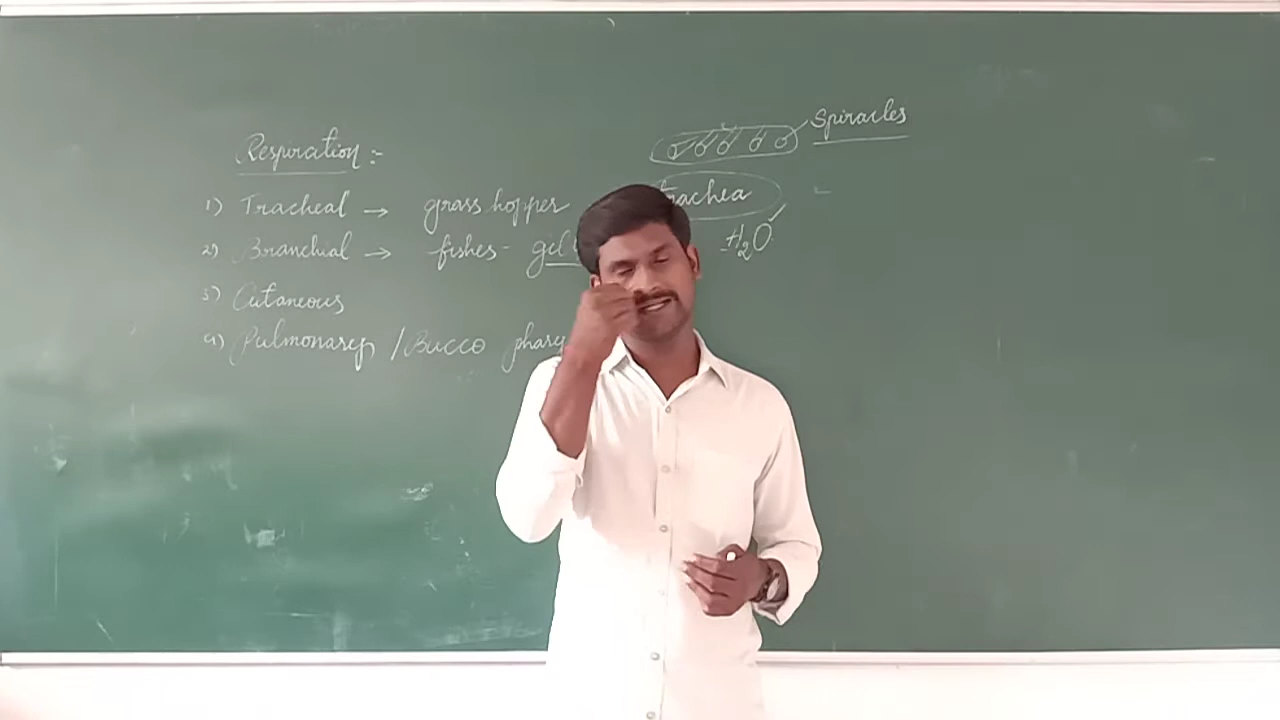 Respiration :-
1) Tracheal → grass hopper
2) Branchial → fishes - gil
3) Cutaneous
4) Pulmonary / Bucco phary
Spiracles
trachea
H₂O